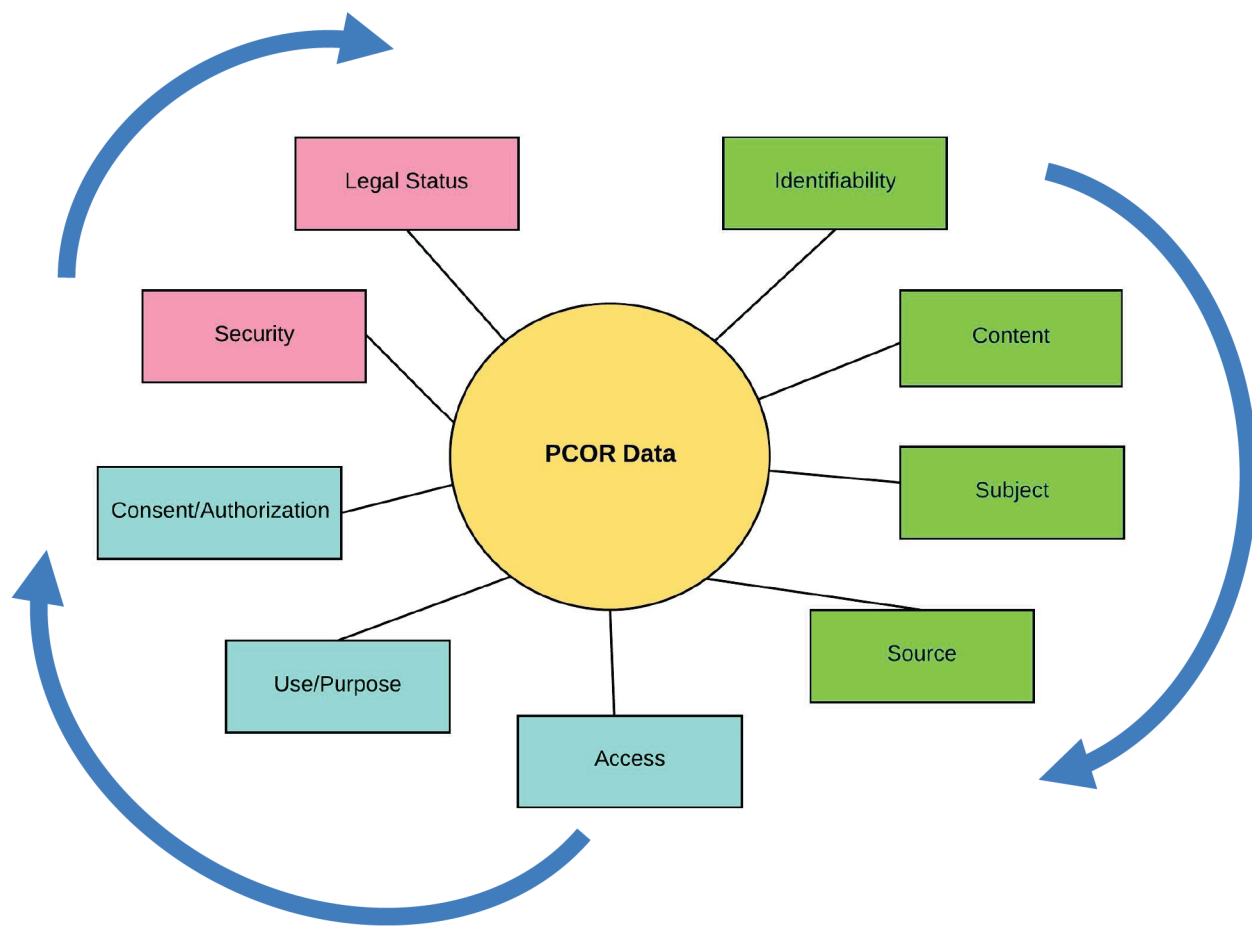 Legal Status
Identifiability
Security
Content
PCOR Data
Consent/Authorization
Subject
Use/Purpose
Source
Access